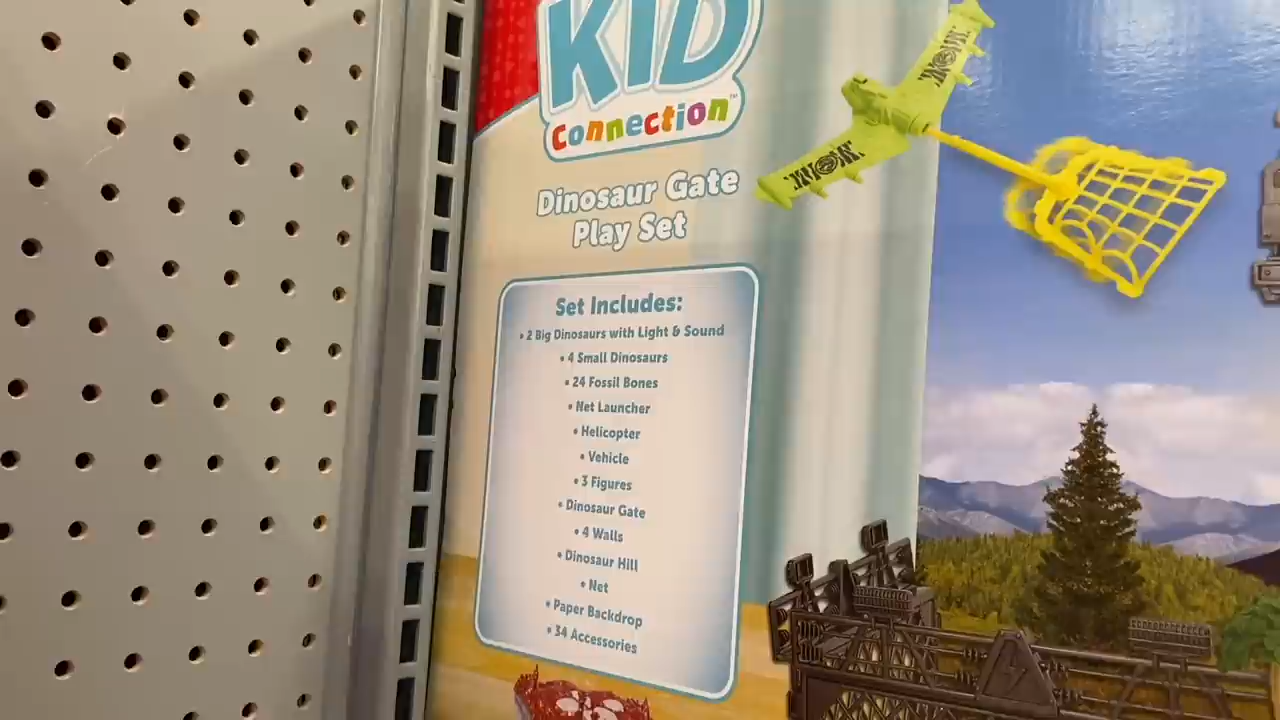 KID
Connection™
Dinosaur Gate
Play Set
Set Includes:
• 2 Big Dinosaurs with Light & Sound
• 4 Small Dinosaurs
• 24 Fossil Bones
• Net Launcher
• Helicopter
• Vehicle
• 3 Figures
• Dinosaur Gate
• 4 Walls
• Dinosaur Hill
• Net
• Paper Backdrop
• 34 Accessories